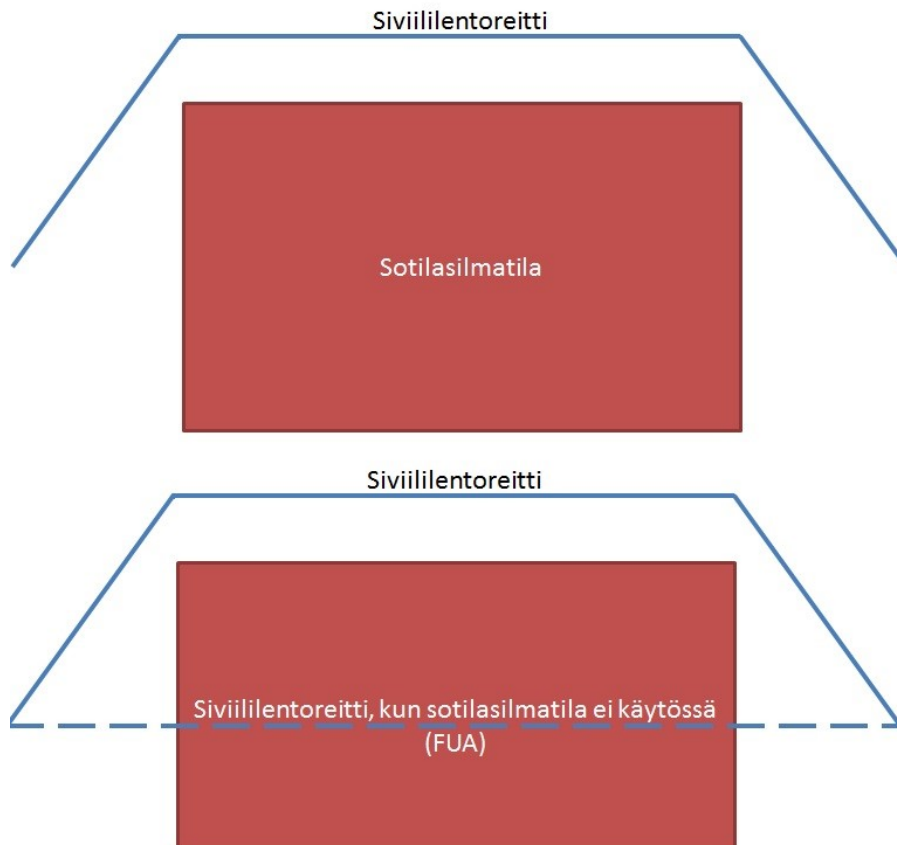 Siviililentoreitti
Sotilasilmatila
Siviililentoreitti
Siviililentoreitti, kun sotilasilmatila ei käytössä
(FUA)